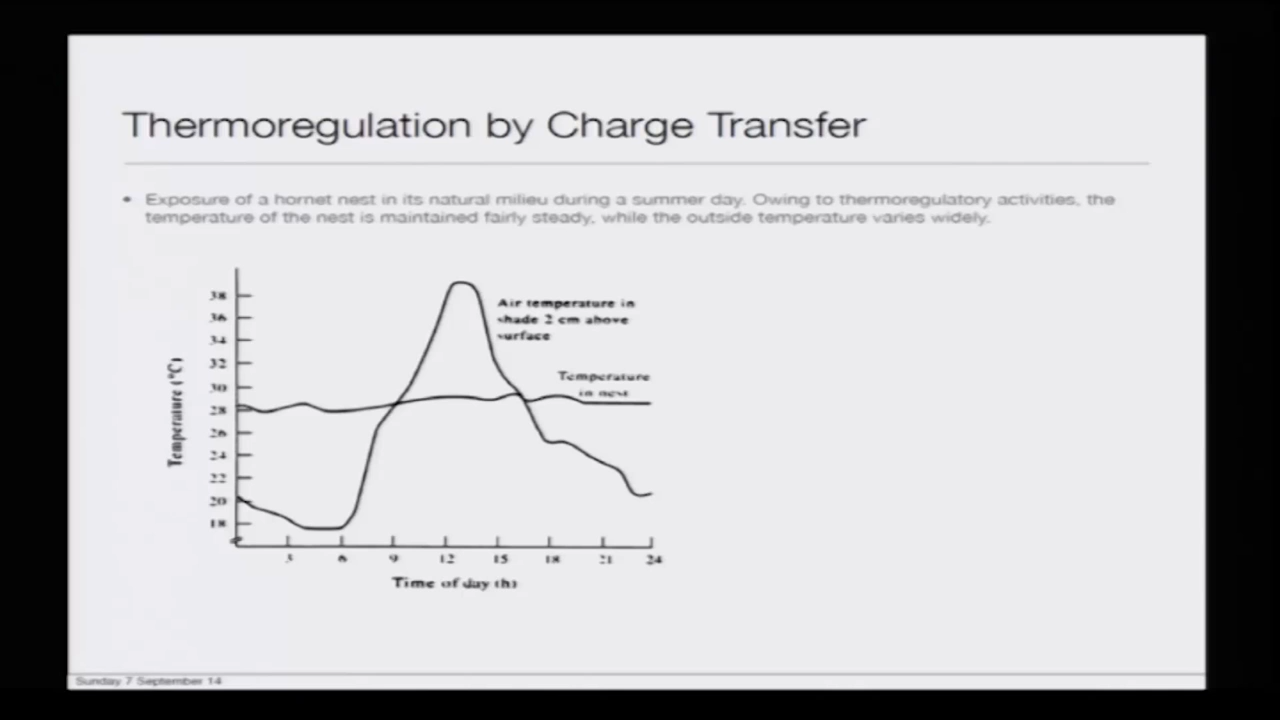 Thermoregulation by Charge Transfer
• Exposure of a hornet nest in its natural milieu during a summer day. Owing to thermoregulatory activities, the
temperature of the nest is maintained fairly steady, while the outside temperature varies widely.
38
36
34
32
30
28
26
24
22
20
18
Temperature (°C)
Air temperature in
shade 2 cm above
surface
Temperature
in nest
3 6 9 12 15 18 21 24
Time of day (h)
Sunday 7 September 14